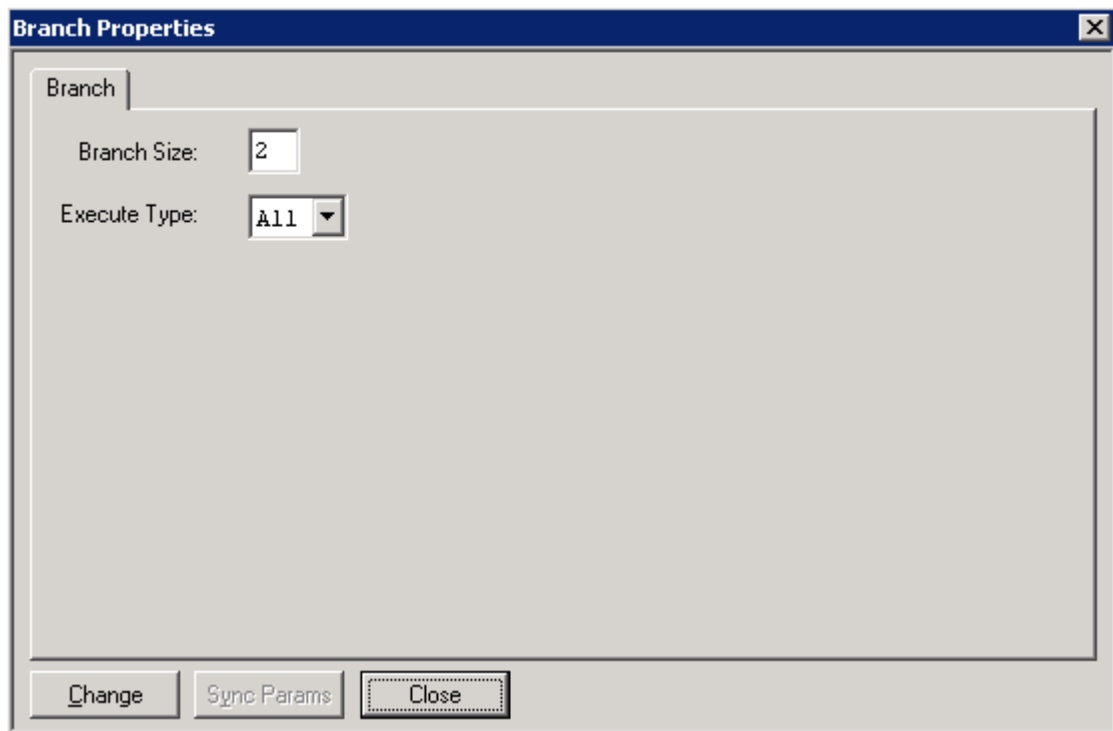 Branch Properties
Branch
Branch Size: 2
Execute Type: All
Change Sync Params Close